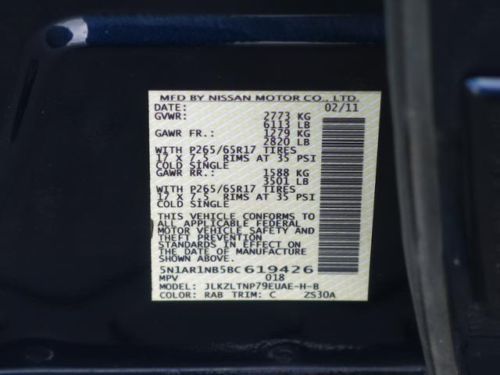 MFD BY NISSAN MOTOR CO., LTD.
DATE: 02/11
GVWR: 2773 KG
6113 LB
GAWR FR.: 1279 KG
2820 LB
WITH P265/65R17 TIRES
17 X 7.5 RIMS AT 35 PSI
COLD SINGLE
GAWR RR.: 1588 KG
3501 LB
WITH P265/65R17 TIRES
17 X 7.5 RIMS AT 35 PSI
COLD SINGLE
THIS VEHICLE CONFORMS TO
ALL APPLICABLE FEDERAL
MOTOR VEHICLE SAFETY AND
THEFT PREVENTION
STANDARDS IN EFFECT ON
THE DATE OF MANUFACTURE
SHOWN ABOVE.
5N1AR1NB5BC619426
MPV 018
MODEL: JLKZLTNP79EUAE-H-B
COLOR: RAB TRIM: C ZS30A